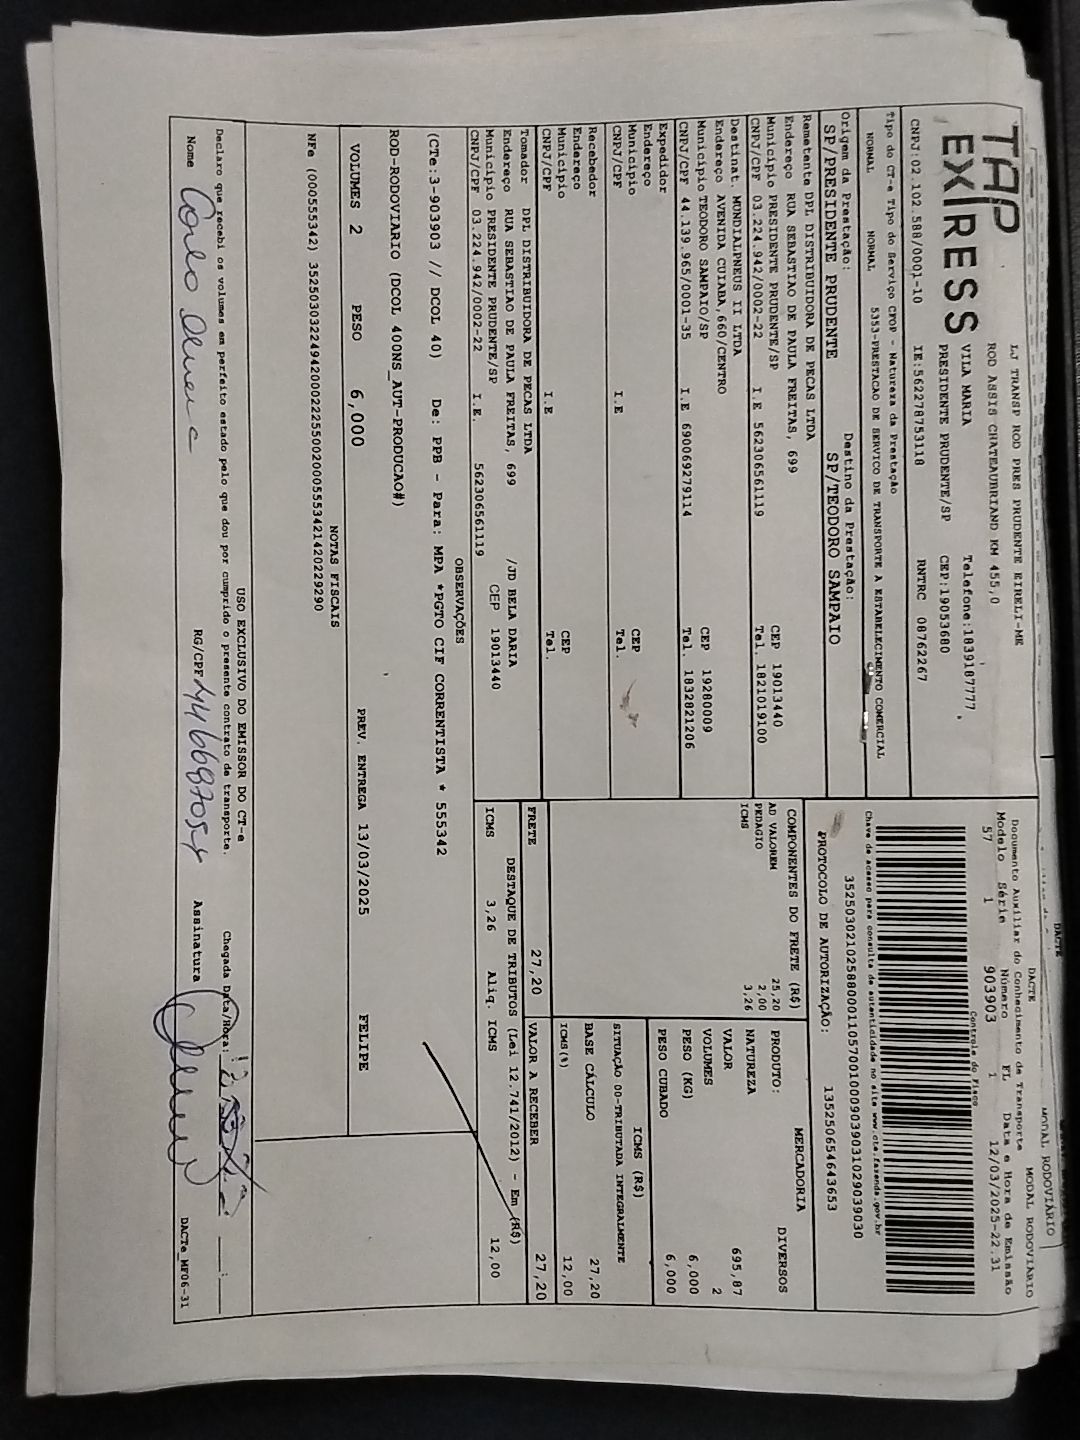 TAP
EXPRESS
LJ TRANSP ROD PRES PRUDENTE EIRELI-ME
ROD ASSIS CHATEAUBRIAND KM 455,0
VILA MARIA Telefone:1839187777
PRESIDENTE PRUDENTE/SP CEP:19053680
CNPJ:02.102.588/0001-10 IE:562278753118 RNTRC 08762267
Tipo do CT-e Tipo do Serviço CFOP - Natureza da Prestação
NORMAL NORMAL 5353-PRESTACAO DE SERVICO DE TRANSPORTE A ESTABELECIMENTO COMERCIAL
Origem da Prestação: Destino da Prestação:
SP/PRESIDENTE PRUDENTE SP/TEODORO SAMPAIO
Remetente DPL DISTRIBUIDORA DE PECAS LTDA
Endereço RUA SEBASTIAO DE PAULA FREITAS, 699
Município PRESIDENTE PRUDENTE/SP CEP 19013440
CNPJ/CPF 03.224.942/0002-22 I.E 562306561119 Tel. 1821019100
Destinat. MUNDIALPNEUS II LTDA
Endereço AVENIDA CUIABA,660/CENTRO
Município TEODORO SAMPAIO/SP CEP 19280009
CNPJ/CPF 44.139.965/0001-35 I.E 690069279114 Tel. 1832821206
Expedidor
Endereço
Município CEP
CNPJ/CPF I.E Tel.
Recebedor
Endereço
Município CEP
CNPJ/CPF I.E Tel.
Tomador DPL DISTRIBUIDORA DE PECAS LTDA
Endereço RUA SEBASTIAO DE PAULA FREITAS, 699 /JD BELA DARIA
Município PRESIDENTE PRUDENTE/SP CEP 19013440
CNPJ/CPF 03.224.942/0002-22 I.E. 562306561119
DACTE MODAL RODOVIÁRIO
Documento Auxiliar do Conhecimento de Transporte
Modelo Série Número FL Data e Hora de Emissão
57 1 903903 1 12/03/2025-22.31
Controle do Fisco
Chave de acesso para consulta de autenticidade no site www.cte.fazenda.gov.br
PROTOCOLO DE AUTORIZAÇÃO: 135250654643653
COMPONENTES DO FRETE (R$)
AD VALOREM 25,20
PEDAGIO 2,00
ICMS 3,26
MERCADORIA
PRODUTO: DIVERSOS
NATUREZA
VALOR 695,87
VOLUMES 2
PESO (KG) 6,000
PESO CUBADO 6,000
ICMS (R$)
SITUAÇÃO 00-TRIBUTADA INTEGRALMENTE
BASE CÁLCULO 27,20
ICMS(%) 12,00
FRETE 27,20 VALOR A RECEBER 27,20
DESTAQUE DE TRIBUTOS (Lei 12.741/2012) - Em (R$)
ICMS 3,26 Aliq. ICMS 12,00
OBSERVAÇÕES
(CTe:3-903903 // DCOL 40) De: PPB - Para: MPA *PGTO CIF CORRENTISTA * 555342
ROD-RODOVIARIO (DCOL 400NS_AUT-PRODUCAO#)
VOLUMES 2 PESO 6,000 PREV. ENTREGA 13/03/2025 FELIPE
NOTAS FISCAIS
NFe (000555342) 35250303224942000222550020005553421420229290
USO EXCLUSIVO DO EMISSOR DO CT-e
Declaro que recebi os volumes em perfeito estado pelo que dou por cumprido o presente contrato de transporte. Chegada Data/Hora:
Nome RG/CPF Assinatura
DACTe_MF06-31